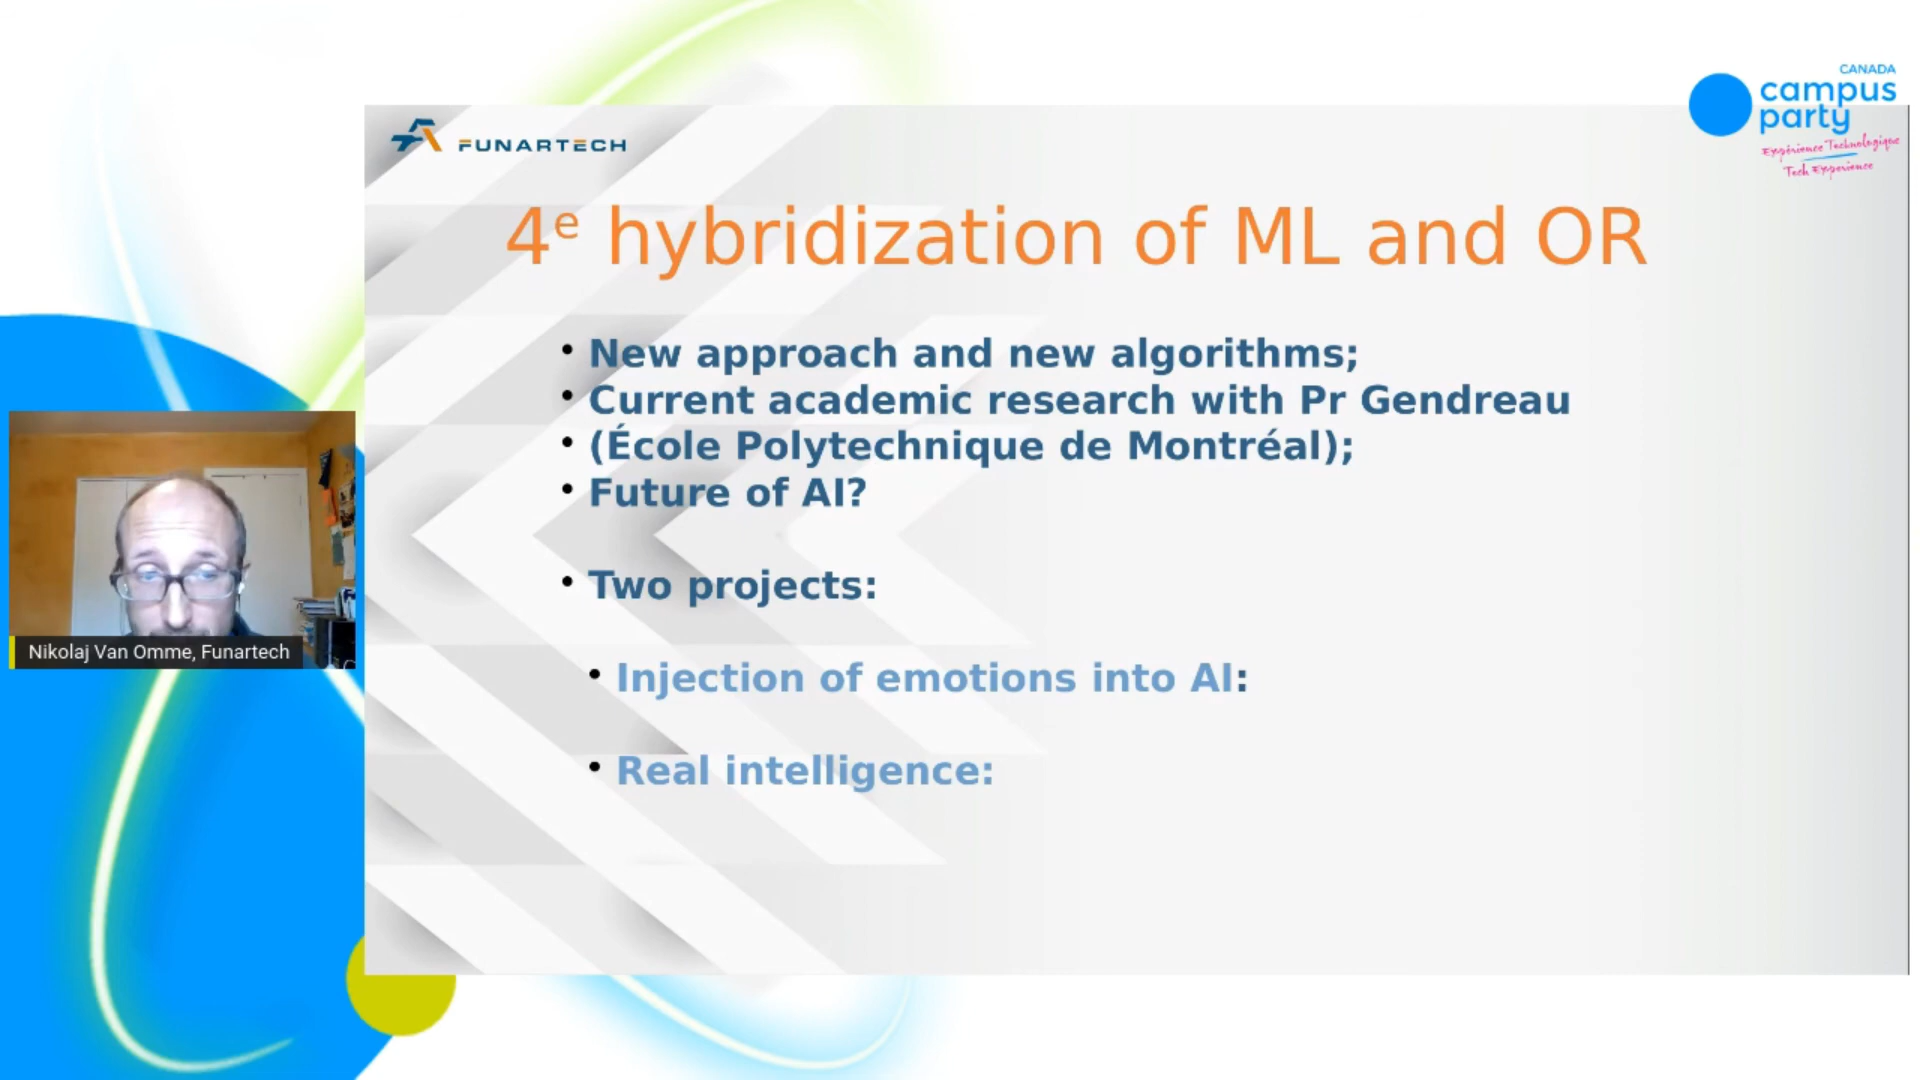 CANADA
campus
party
Expérience Technologique
Tech Experience
FUNARTECH
4e hybridization of ML and OR
• New approach and new algorithms;
• Current academic research with Pr Gendreau
• (École Polytechnique de Montréal);
• Future of AI?
• Two projects:
• Injection of emotions into AI:
• Real intelligence:
Nikolaj Van Omme, Funartech